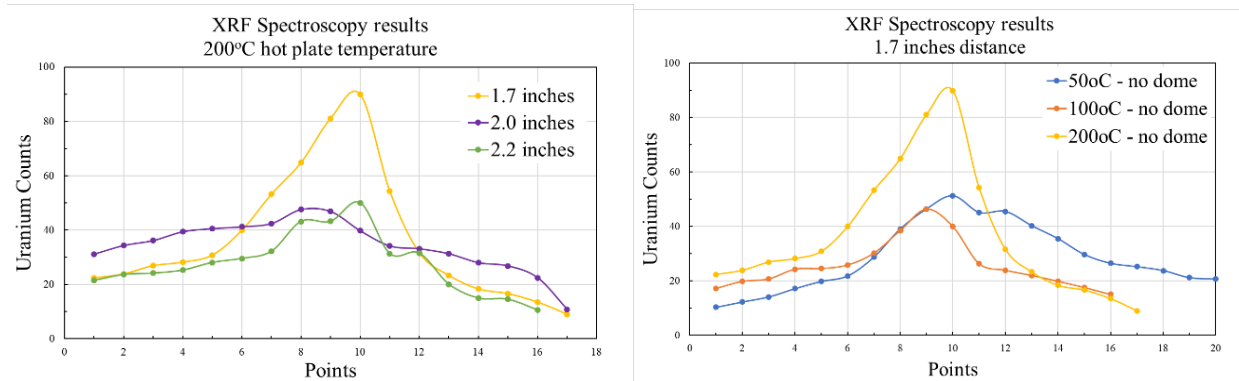 XRF Spectroscopy results
200°C hot plate temperature
100
80
60
40
20
0
Uranium Counts
1.7 inches
2.0 inches
2.2 inches
0 2 4 6 8 10 12 14 16 18
Points
XRF Spectroscopy results
1.7 inches distance
100
80
60
40
20
0
Uranium Counts
50oC - no dome
100oC - no dome
200oC - no dome
0 2 4 6 8 10 12 14 16 18 20
Points